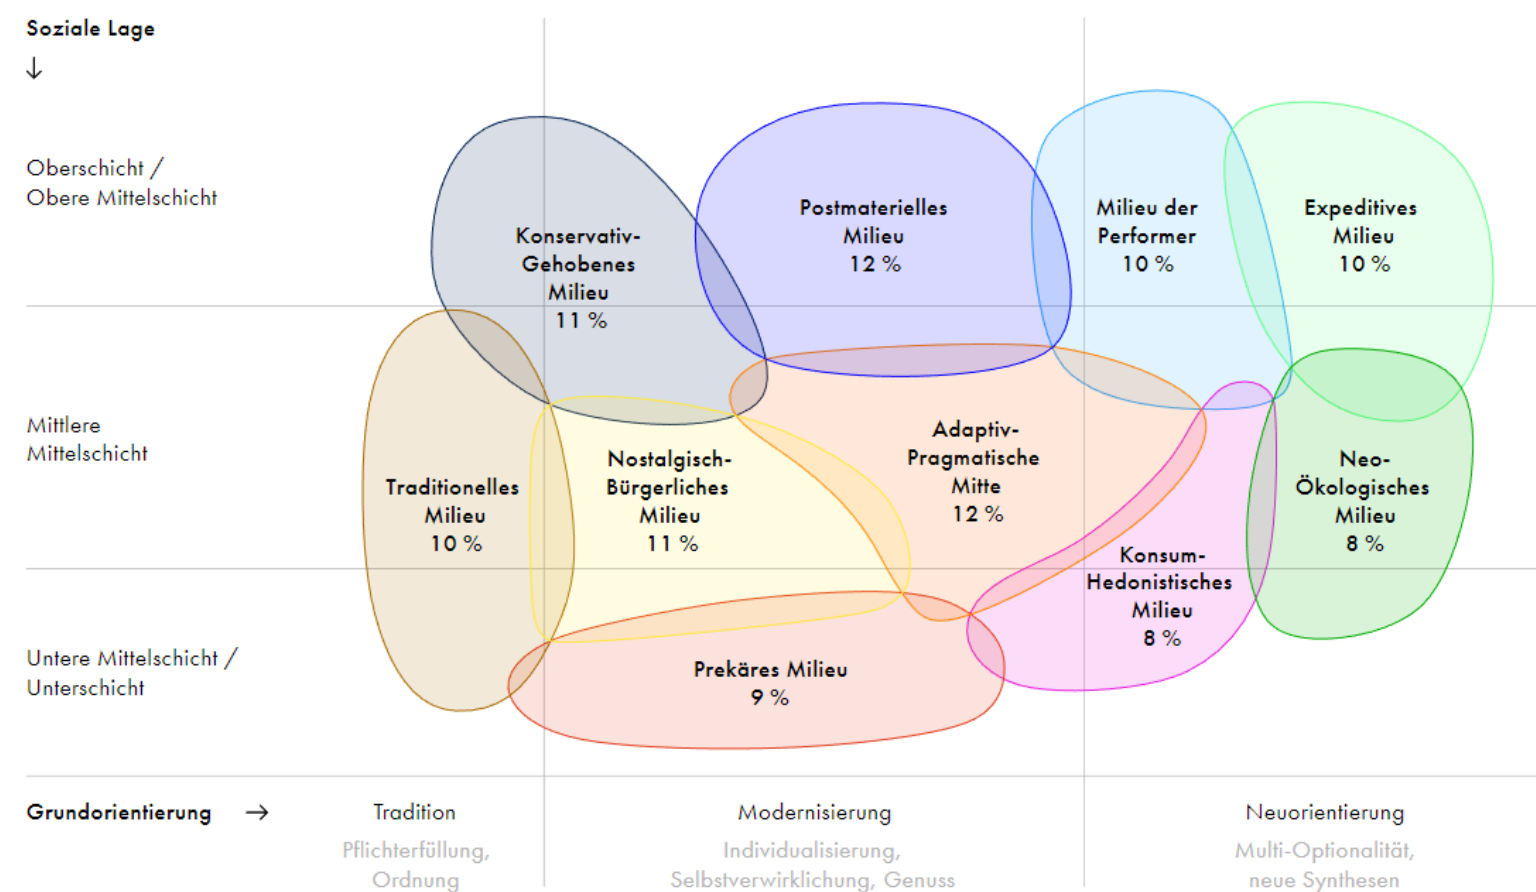 Soziale Lage
↓
Oberschicht /
Obere Mittelschicht
Konservativ-
Gehobenes
Milieu
11 %
Postmaterielles
Milieu
12 %
Milieu der
Performer
10 %
Expeditives
Milieu
10 %
Mittlere
Mittelschicht
Traditionelles
Milieu
10 %
Nostalgisch-
Bürgerliches
Milieu
11 %
Adaptiv-
Pragmatische
Mitte
12 %
Konsum-
Hedonistisches
Milieu
8 %
Neo-
Ökologisches
Milieu
8 %
Untere Mittelschicht /
Unterschicht
Prekäres Milieu
9 %
Grundorientierung →
Tradition
Pflichterfüllung,
Ordnung
Modernisierung
Individualisierung,
Selbstverwirklichung, Genuss
Neuorientierung
Multi-Optionalität,
neue Synthesen